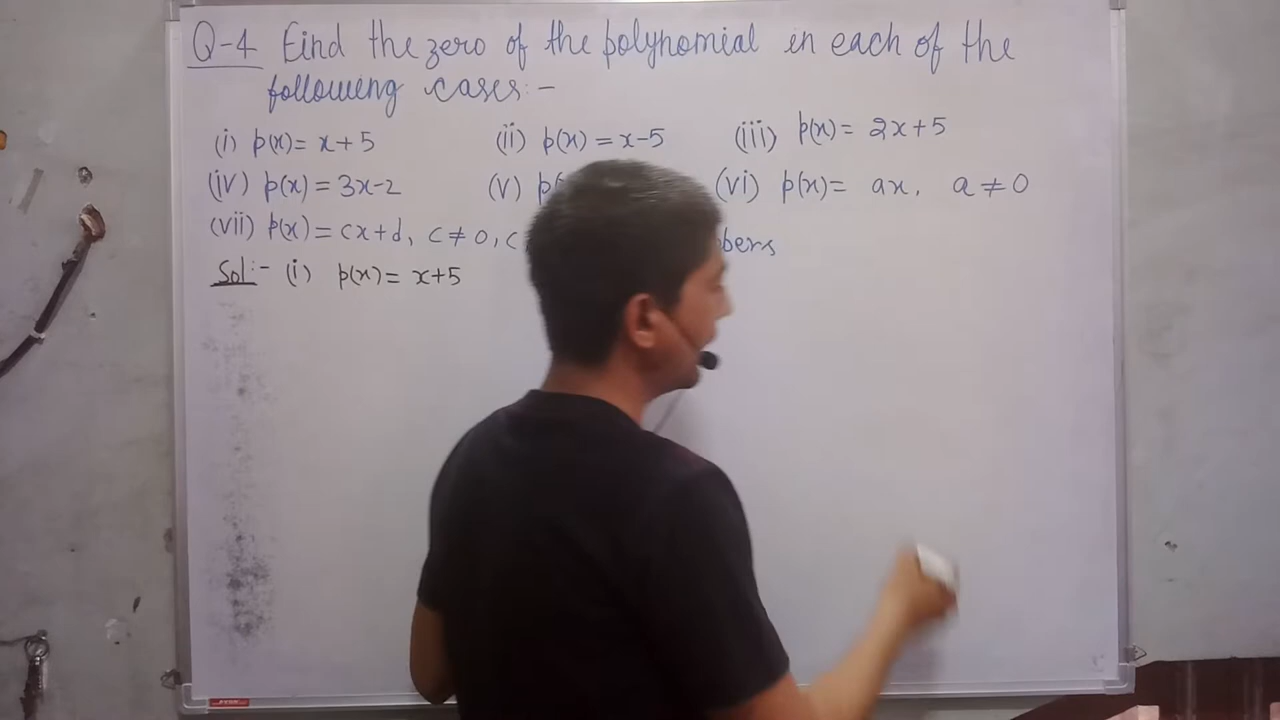 Q-4 Find the zero of the polynomial in each of the
following cases:-
(i) p(x)= x+5 (ii) p(x) = x-5 (iii) p(x)= 2x+5
(iv) p(x) = 3x-2 (v) (vi) p(x)= ax, a ≠ 0
(vii) p(x)= cx+d, c ≠ 0, c
Sol:- (i) p(x)= x+5